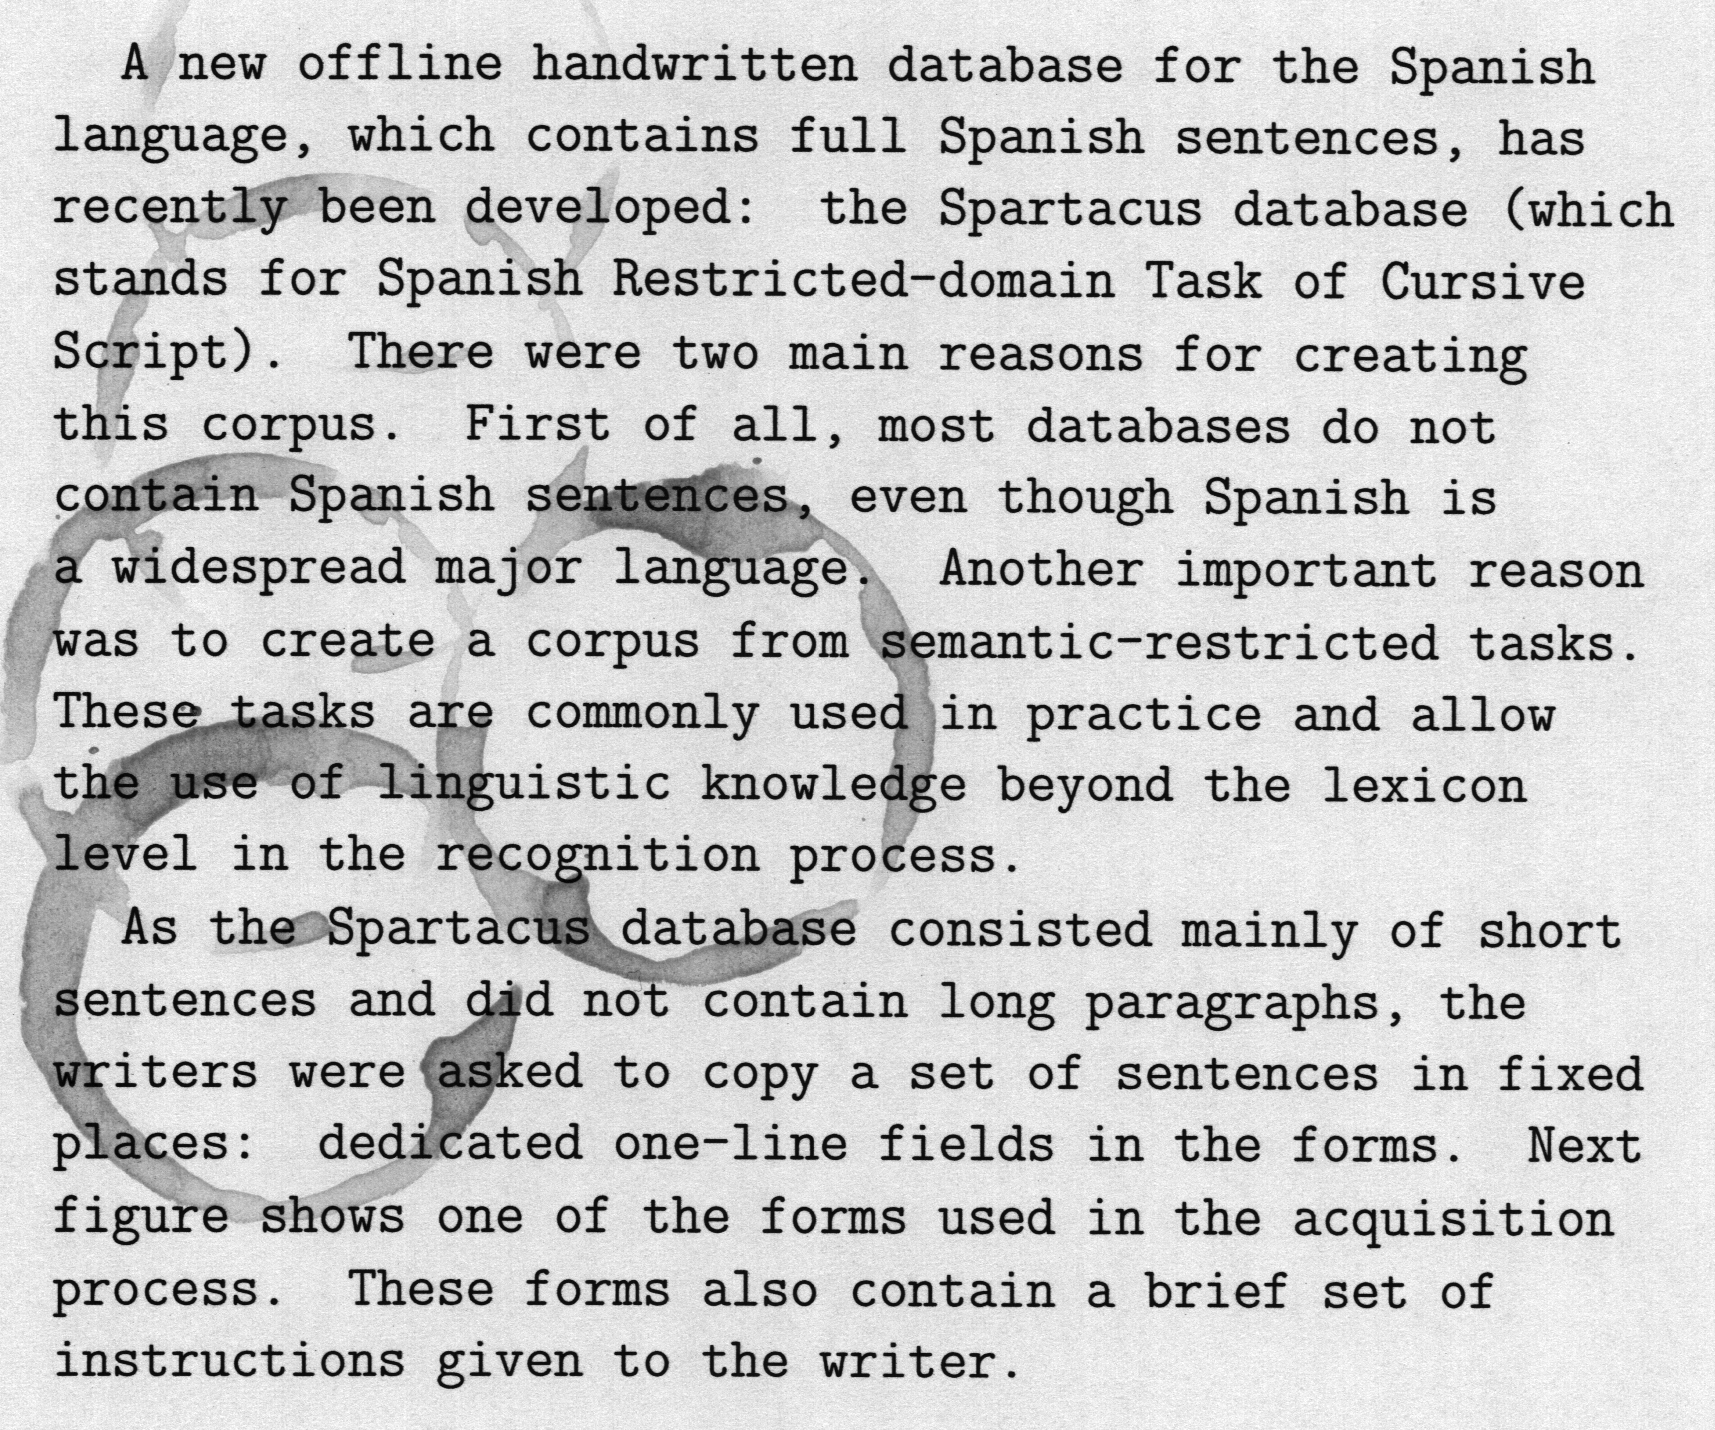 A new offline handwritten database for the Spanish
language, which contains full Spanish sentences, has
recently been developed: the Spartacus database (which
stands for Spanish Restricted-domain Task of Cursive
Script). There were two main reasons for creating
this corpus. First of all, most databases do not
contain Spanish sentences, even though Spanish is
a widespread major language. Another important reason
was to create a corpus from semantic-restricted tasks.
These tasks are commonly used in practice and allow
the use of linguistic knowledge beyond the lexicon
level in the recognition process.
As the Spartacus database consisted mainly of short
sentences and did not contain long paragraphs, the
writers were asked to copy a set of sentences in fixed
places: dedicated one-line fields in the forms. Next
figure shows one of the forms used in the acquisition
process. These forms also contain a brief set of
instructions given to the writer.